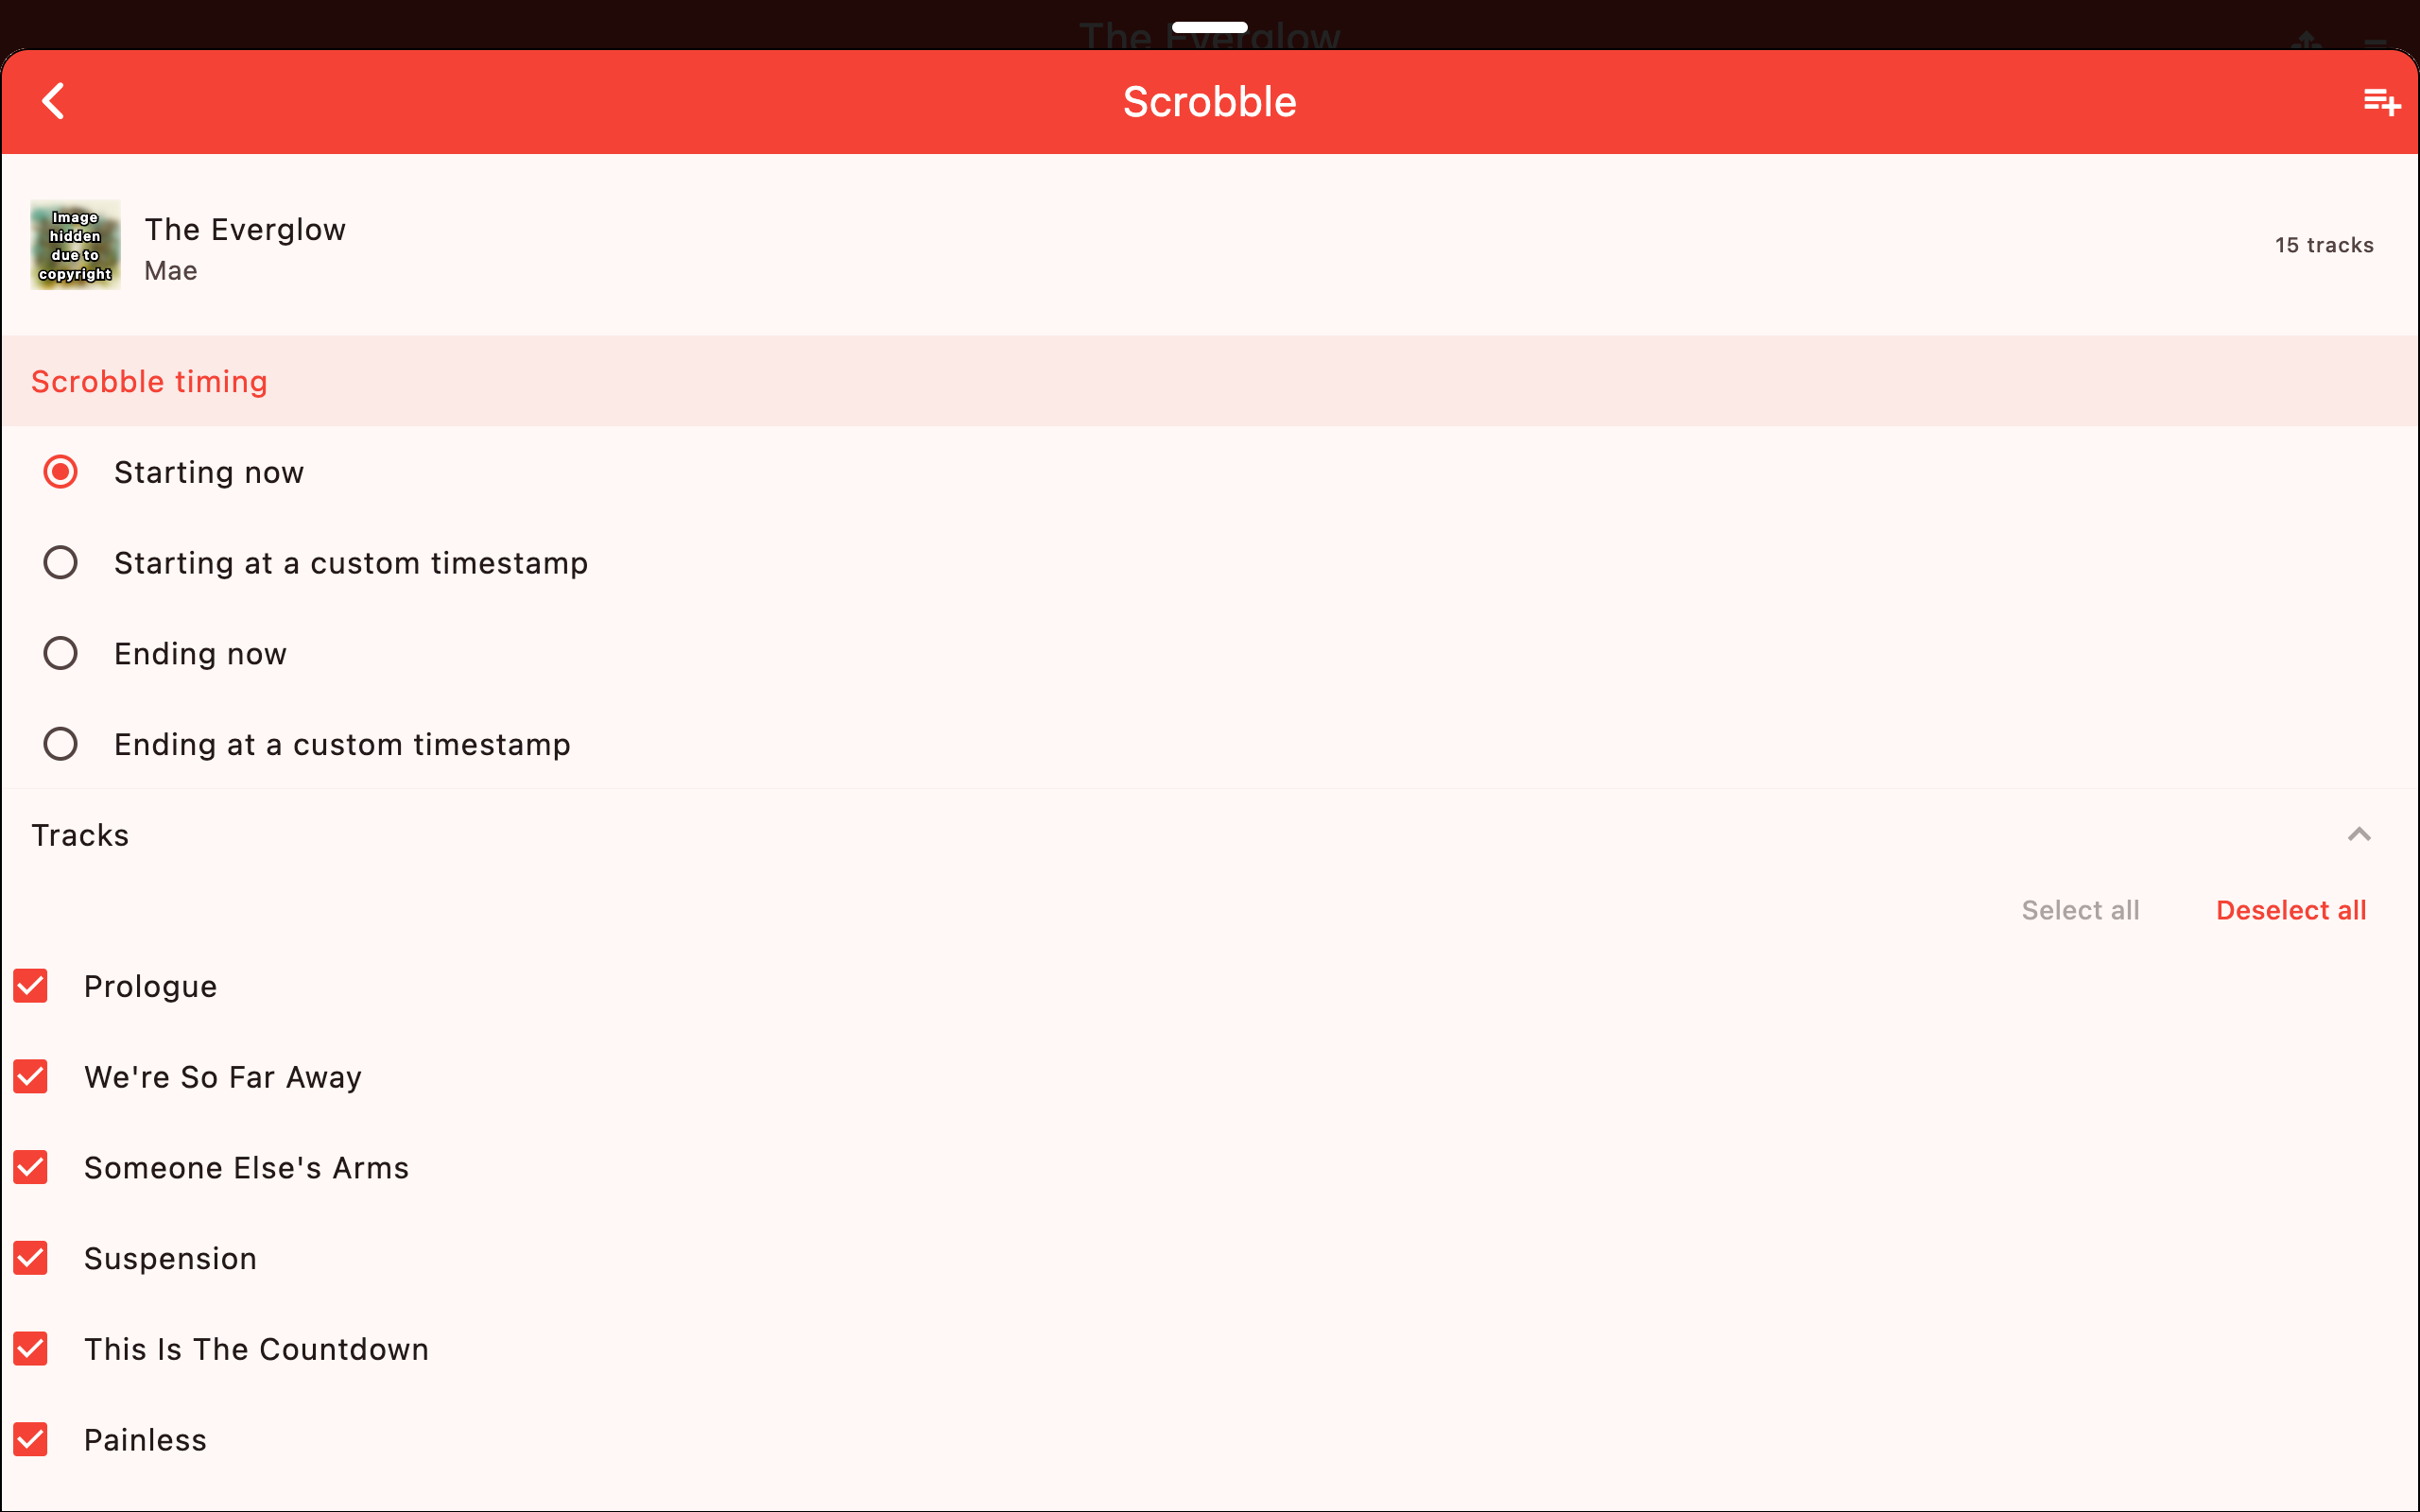 The Everglow
Scrobble
Image
hidden
due to
copyright
The Everglow
Mae
15 tracks
Scrobble timing
Starting now
Starting at a custom timestamp
Ending now
Ending at a custom timestamp
Tracks
Select all
Deselect all
Prologue
We're So Far Away
Someone Else's Arms
Suspension
This Is The Countdown
Painless